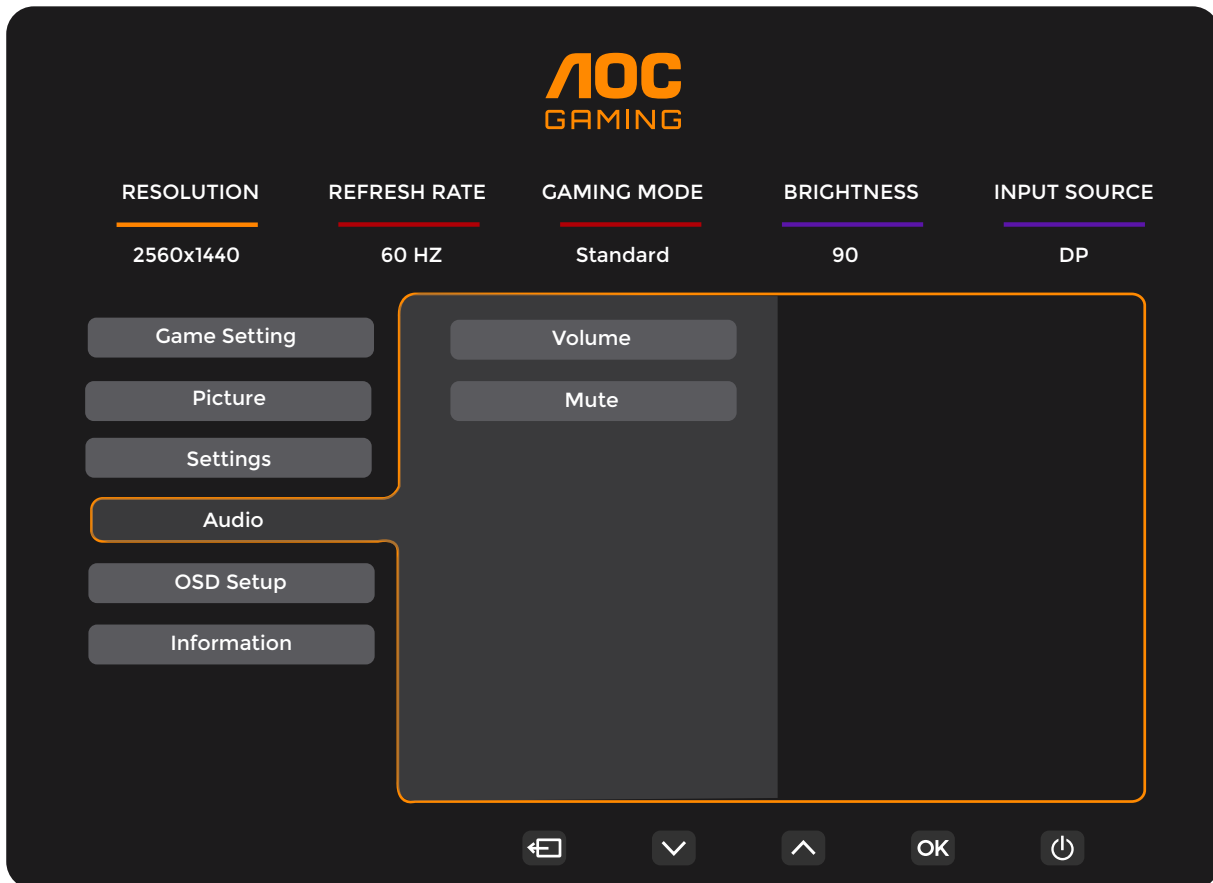 AOC
GAMING
RESOLUTION REFRESH RATE GAMING MODE BRIGHTNESS INPUT SOURCE
2560x1440 60 HZ Standard 90 DP
Game Setting
Volume
Picture
Mute
Settings
Audio
OSD Setup
Information
OK